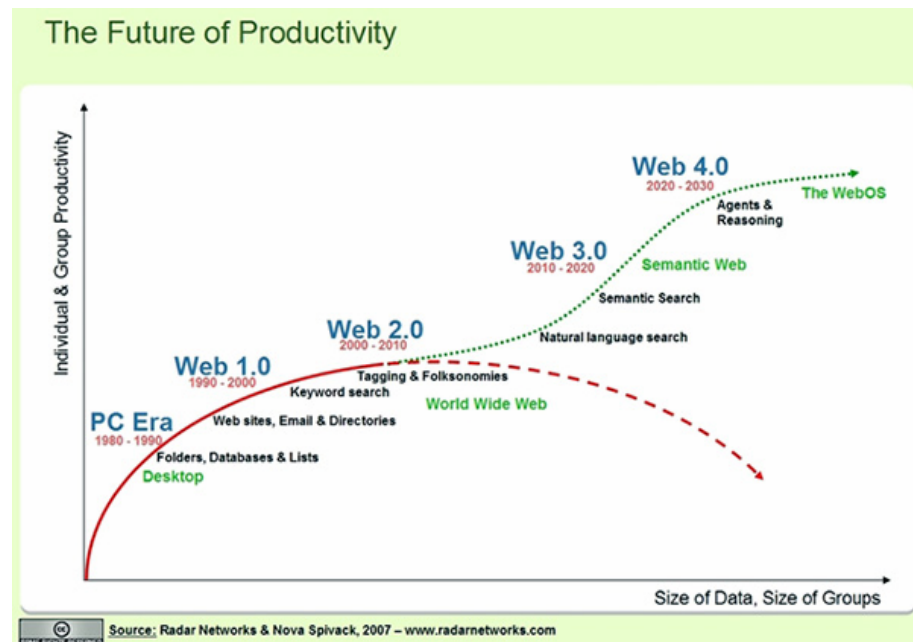 The Future of Productivity
Individual & Group Productivity
Web 4.0
2020 - 2030
The WebOS
Agents &
Reasoning
Web 3.0
2010 - 2020
Semantic Web
Semantic Search
Web 2.0
2000 - 2010
Natural language search
Web 1.0
1990 - 2000
Tagging & Folksonomies
Keyword search
World Wide Web
PC Era
1980 - 1990
Web sites, Email & Directories
Folders, Databases & Lists
Desktop
Size of Data, Size of Groups
cc
Source: Radar Networks & Nova Spivack, 2007 – www.radarnetworks.com